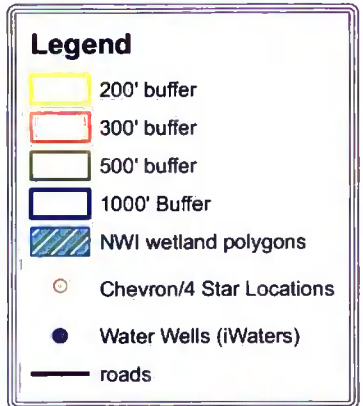 Legend
200' buffer
300' buffer
500' buffer
1000' Buffer
NWI wetland polygons
Chevron/4 Star Locations
Water Wells (iWaters)
roads